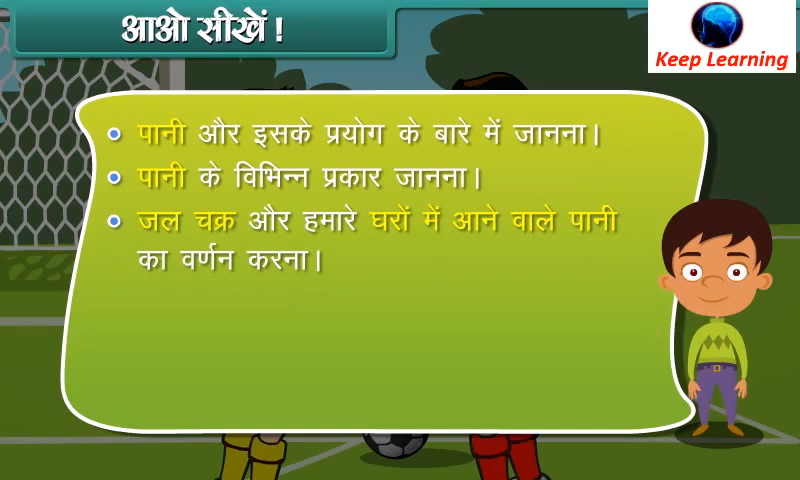 आओ सीखें!
Keep Learning
पानी और इसके प्रयोग के बारे में जानना।
पानी के विभिन्न प्रकार जानना।
जल चक्र और हमारे घरों में आने वाले पानी
का वर्णन करना।